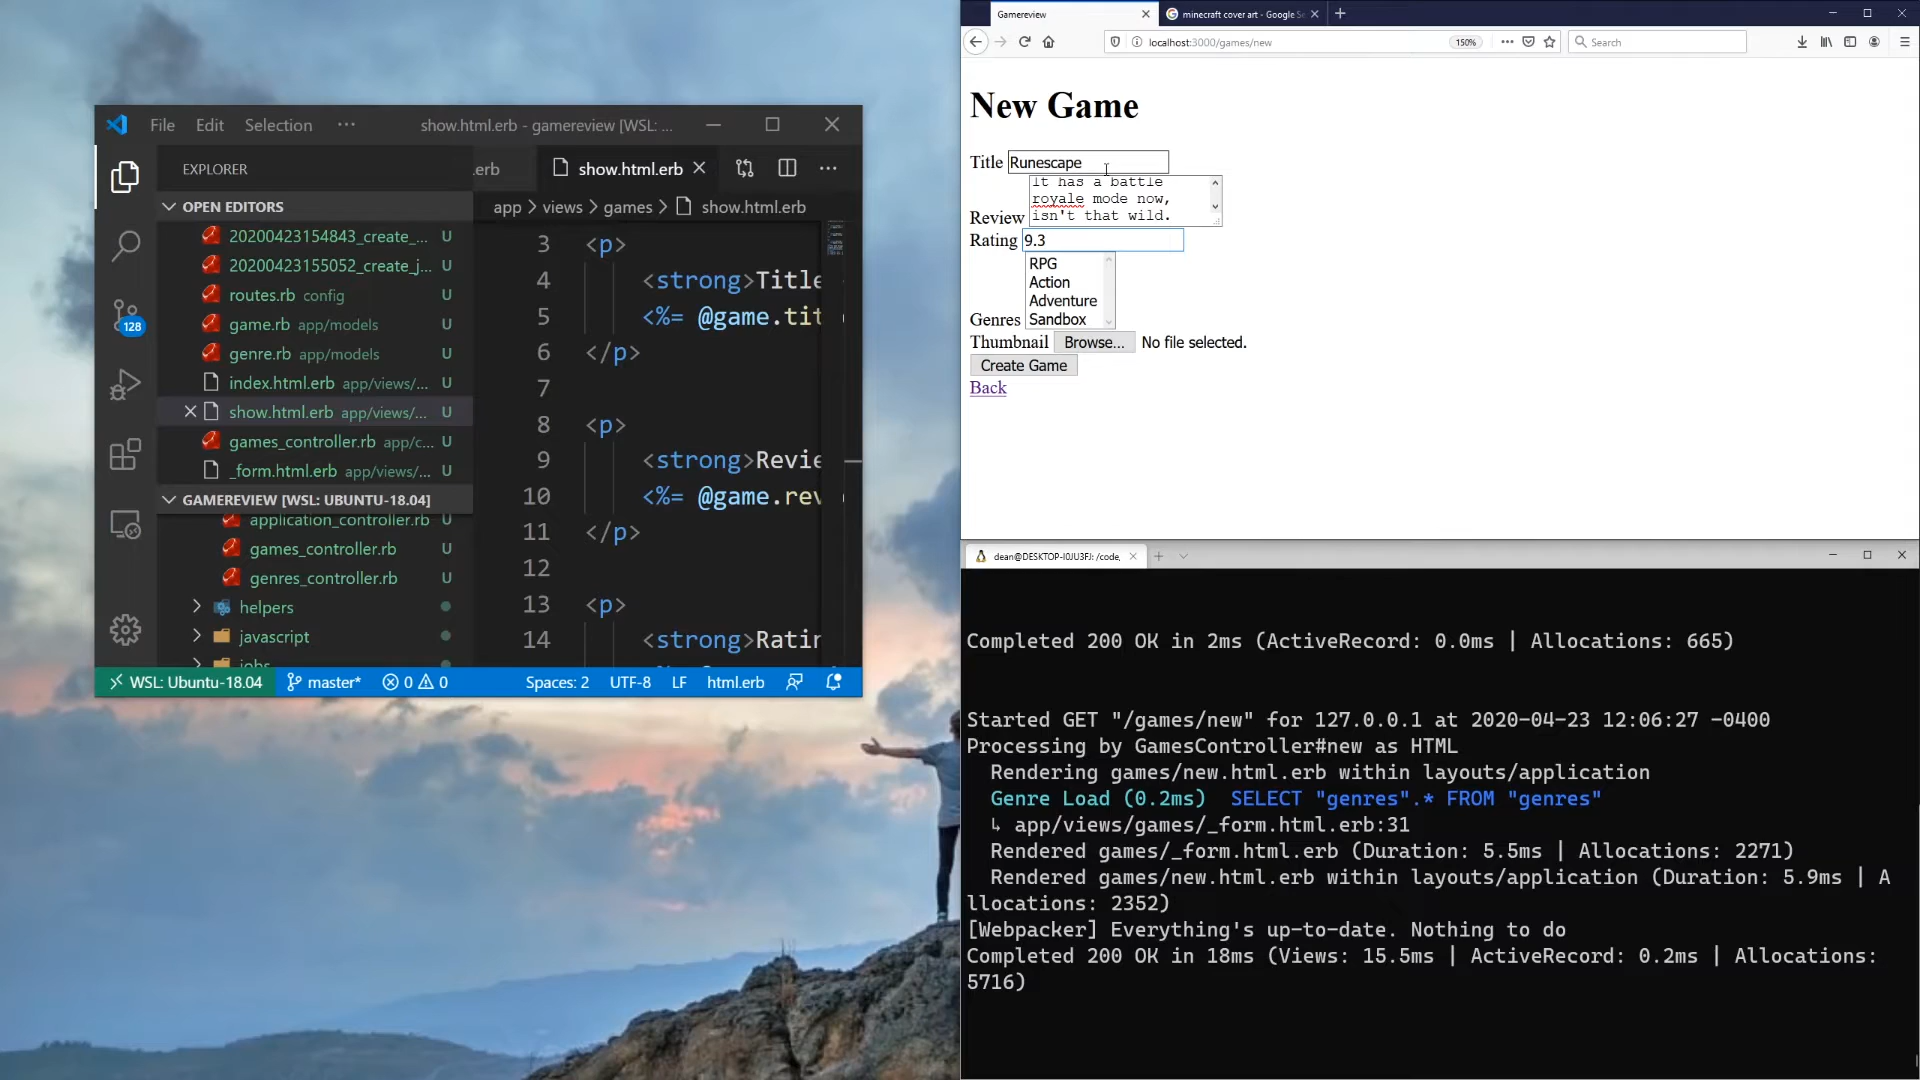 File Edit Selection ··· show.html.erb - gamereview [WSL: ...
EXPLORER
.erb show.html.erb
OPEN EDITORS
app > views > games > show.html.erb
20200423154843_create_... U
20200423155052_create_j... U
routes.rb config U
game.rb app/models U
genre.rb app/models U
index.html.erb app/views/... U
show.html.erb app/views/... U
games_controller.rb app/c... U
_form.html.erb app/views/... U
GAMEREVIEW [WSL: UBUNTU-18.04]
application_controller.rb U
games_controller.rb U
genres_controller.rb U
helpers
javascript
jobs
128
3 <p>
4 <strong>Title
5 <%= @game.tit
6 </p>
7
8 <p>
9 <strong>Revie
10 <%= @game.rev
11 </p>
12
13 <p>
14 <strong>Ratin
WSL: Ubuntu-18.04 master* 0 0 Spaces: 2 UTF-8 LF html.erb
Gamereview
minecraft cover art - Google Se
localhost:3000/games/new 150% Search
New Game
Title Runescape
It has a battle
royale mode now,
isn't that wild.
Review
Rating 9.3
RPG
Action
Adventure
Sandbox
Genres
Thumbnail Browse... No file selected.
Create Game
Back
dean@DESKTOP-I0JU3FJ: /code,
Completed 200 OK in 2ms (ActiveRecord: 0.0ms | Allocations: 665)
Started GET "/games/new" for 127.0.0.1 at 2020-04-23 12:06:27 -0400
Processing by GamesController#new as HTML
Rendering games/new.html.erb within layouts/application
Genre Load (0.2ms) SELECT "genres".* FROM "genres"
↳ app/views/games/_form.html.erb:31
Rendered games/_form.html.erb (Duration: 5.5ms | Allocations: 2271)
Rendered games/new.html.erb within layouts/application (Duration: 5.9ms | A
llocations: 2352)
[Webpacker] Everything's up-to-date. Nothing to do
Completed 200 OK in 18ms (Views: 15.5ms | ActiveRecord: 0.2ms | Allocations:
5716)